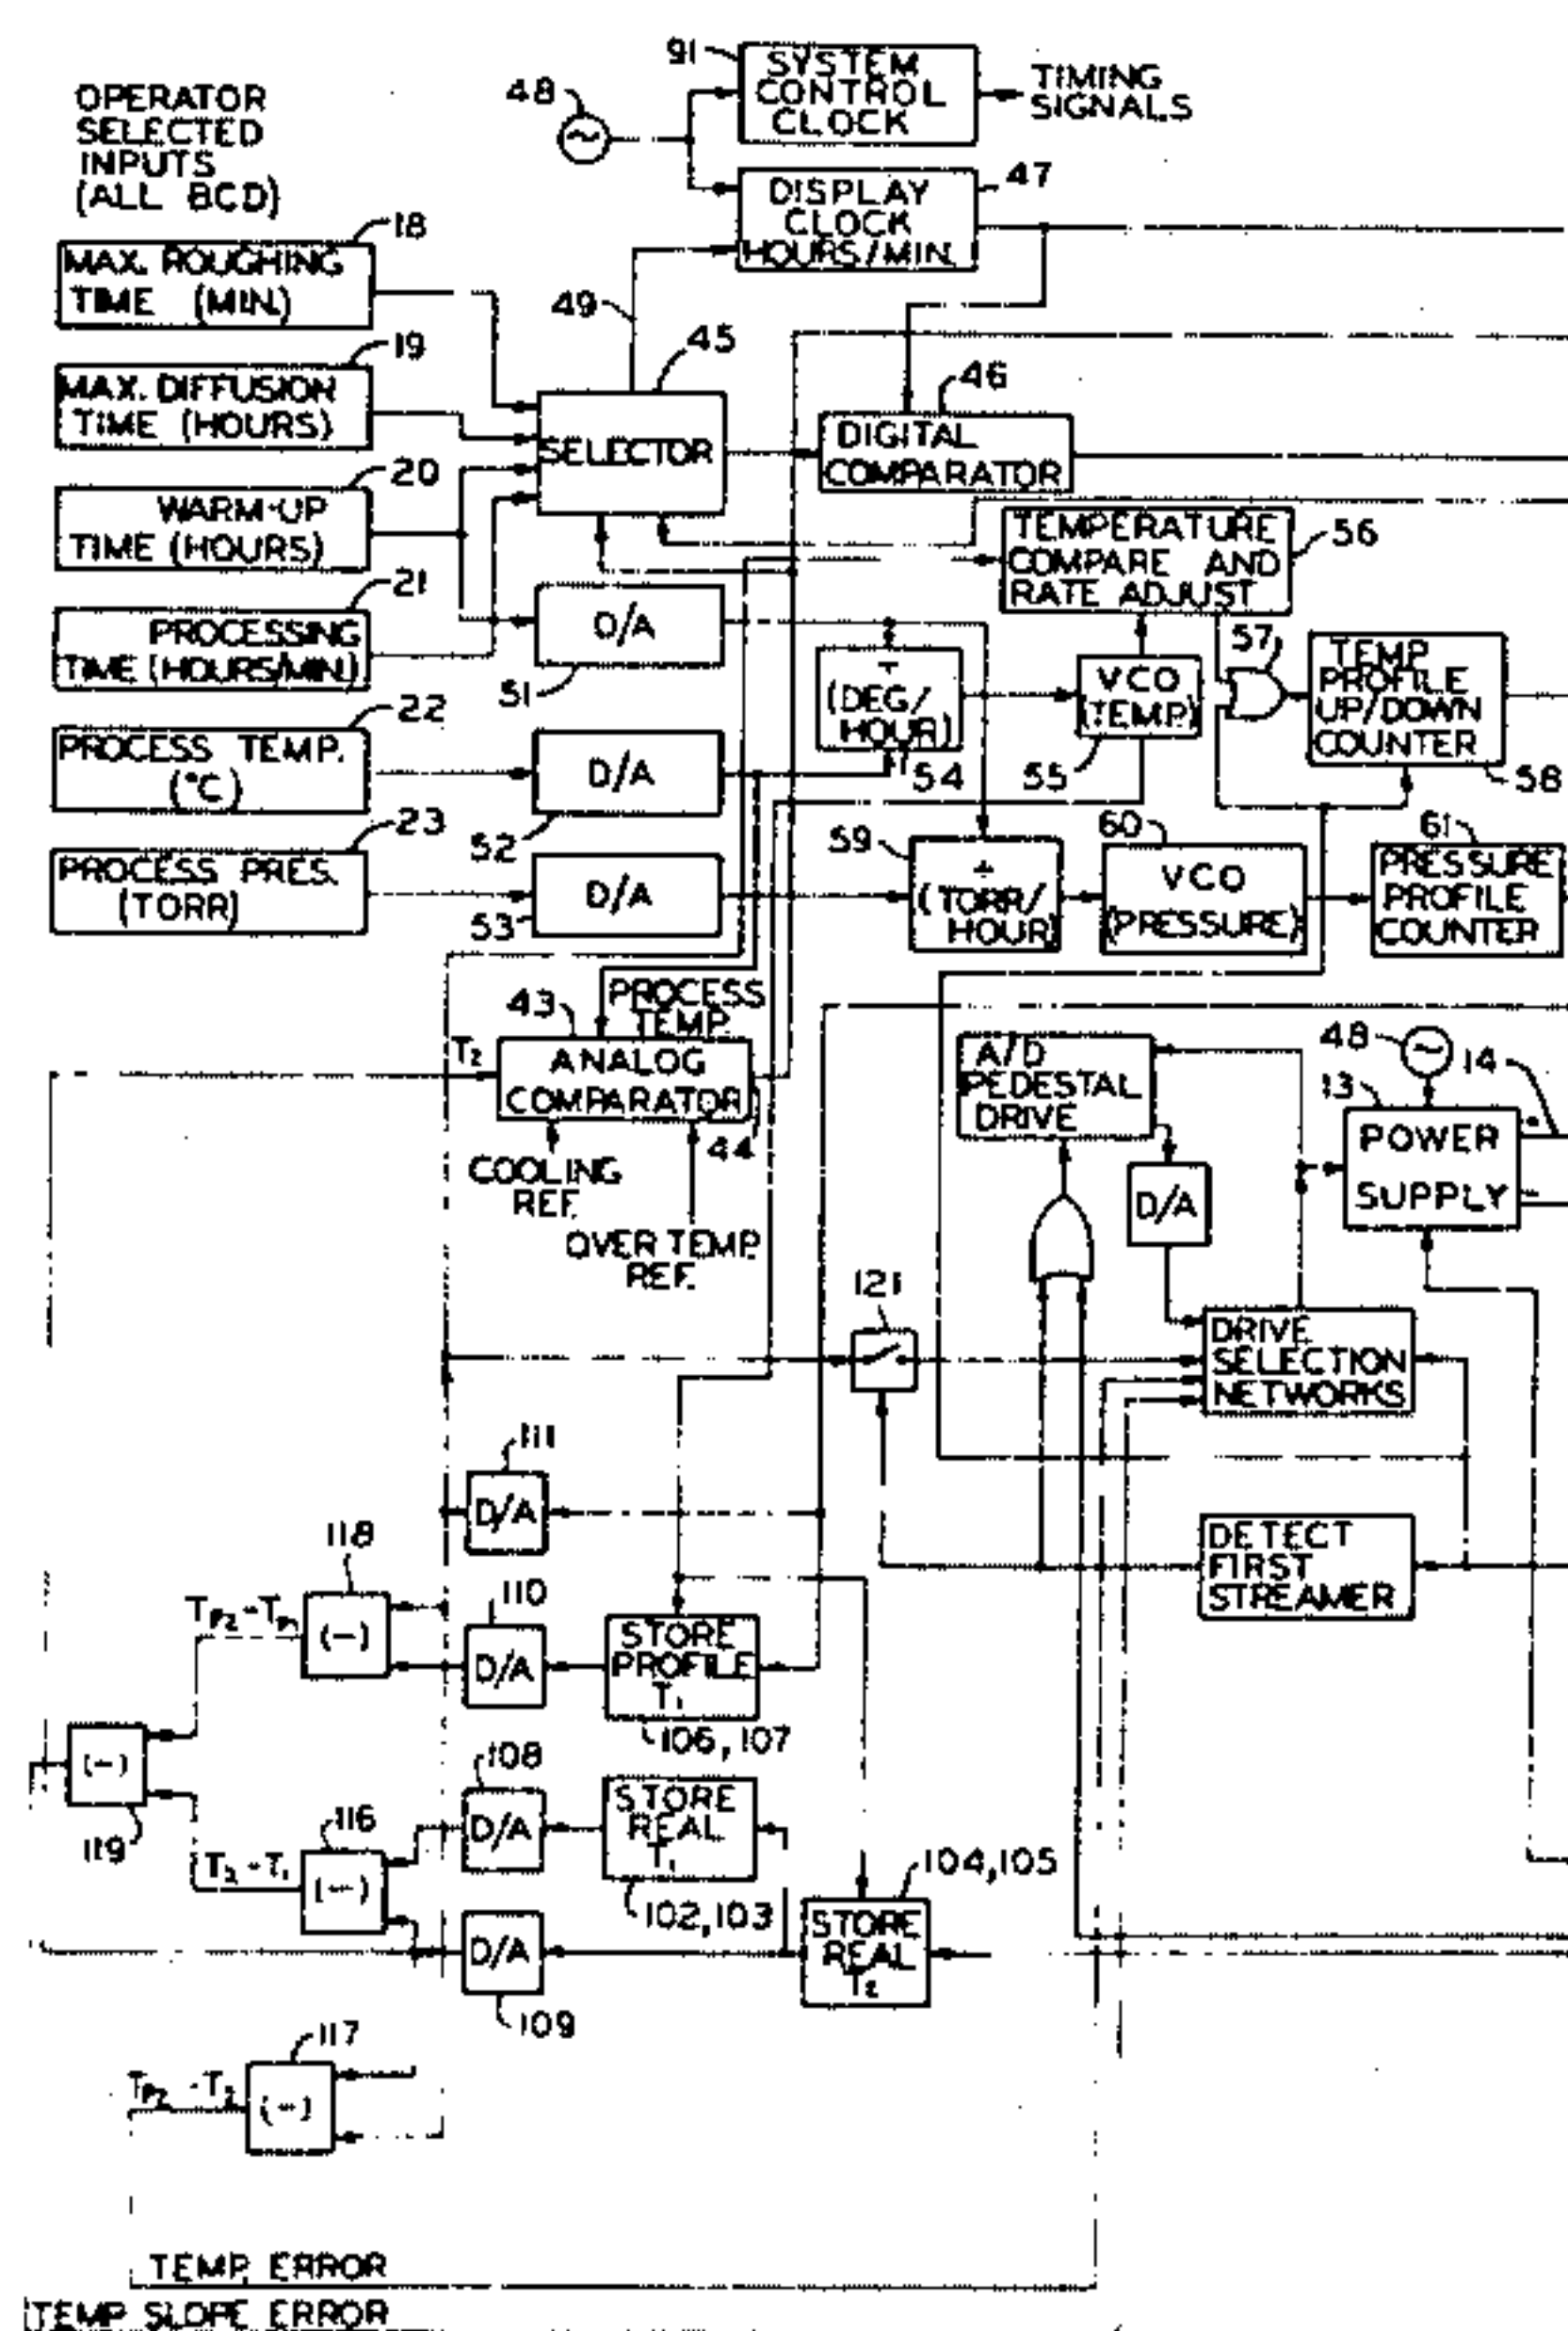 91
SYSTEM
CONTROL
CLOCK
TIMING
SIGNALS
48
OPERATOR
SELECTED
INPUTS
(ALL BCD)
DISPLAY
CLOCK
HOURS/MIN.
47
18
MAX. ROUGHING
TIME (MIN.)
49
45
19
MAX. DIFFUSION
TIME (HOURS)
SELECTOR
46
DIGITAL
COMPARATOR
20
WARM-UP
TIME (HOURS)
TEMPERATURE
COMPARE AND
RATE ADJUST
56
21
PROCESSING
TIME (HOURS/MIN.)
D/A
51
÷
(DEG/
HOUR)
54
VCO
(TEMP)
55
57
TEMP
PROFILE
UP/DOWN
COUNTER
58
22
PROCESS TEMP.
(°C)
D/A
52
23
PROCESS PRES.
(TORR)
D/A
53
59
÷
(TORR/
HOUR)
60
VCO
(PRESSURE)
61
PRESSURE
PROFILE
COUNTER
PROCESS
TEMP.
43
T2
ANALOG
COMPARATOR
44
COOLING
REF.
OVER TEMP
REF.
A/D
PEDESTAL
DRIVE
D/A
48
13
14
POWER
SUPPLY
+
-
121
DRIVE
SELECTION
NETWORKS
111
D/A
DETECT
FIRST
STREAMER
118
TP2 - TP1
(-)
110
D/A
STORE
PROFILE
T1
106,107
(-)
119
108
D/A
STORE
REAL
T1
102,103
116
T2 - T1
(-)
104,105
STORE
REAL
T2
D/A
109
117
TP2 - T2
(-)
TEMP. ERROR
TEMP SLOPE ERROR